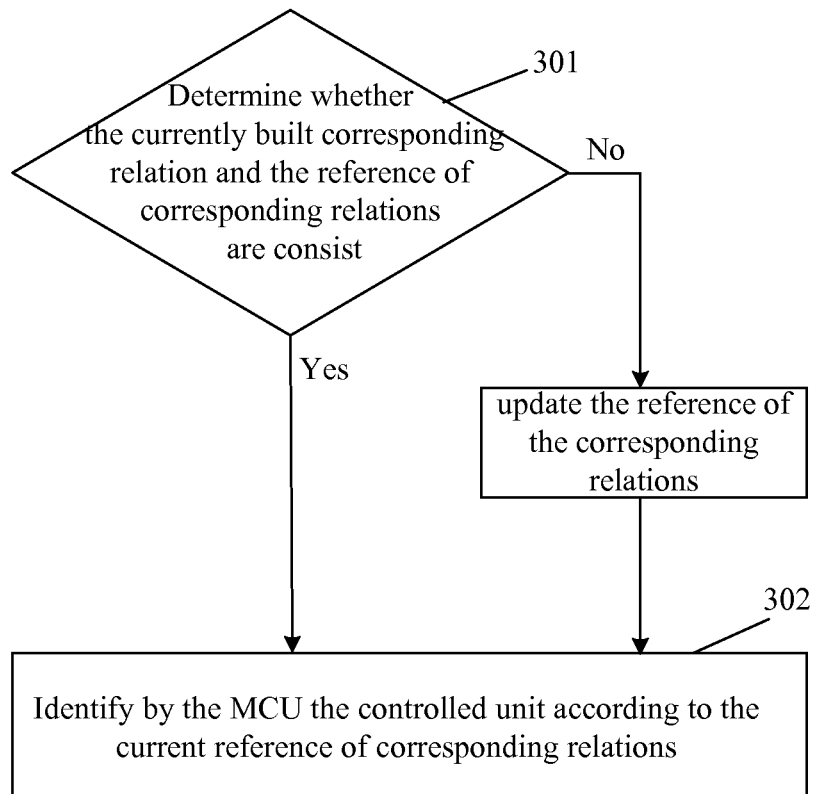 301
Determine whether
the currently built corresponding
relation and the reference of
corresponding relations
are consist
No
Yes
update the reference of
the corresponding
relations
302
Identify by the MCU the controlled unit according to the
current reference of corresponding relations